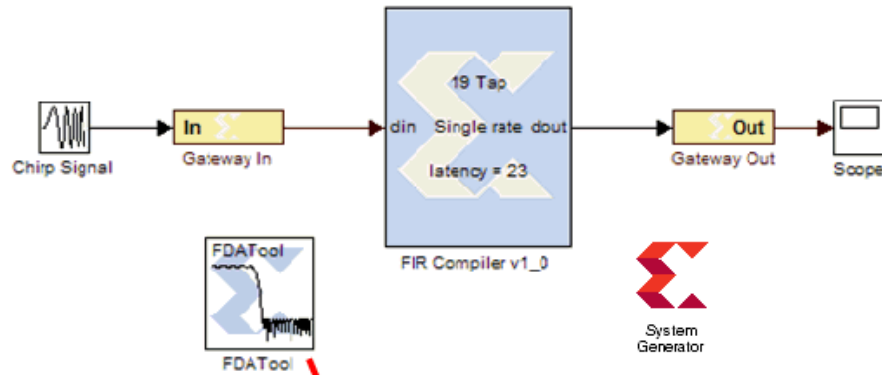 19 Tap
In
din Single rate dout
Out
Chirp Signal
Gateway In
latency = 23
Gateway Out
Scope
FDATool
FIR Compiler v1_0
System
Generator
FDATool